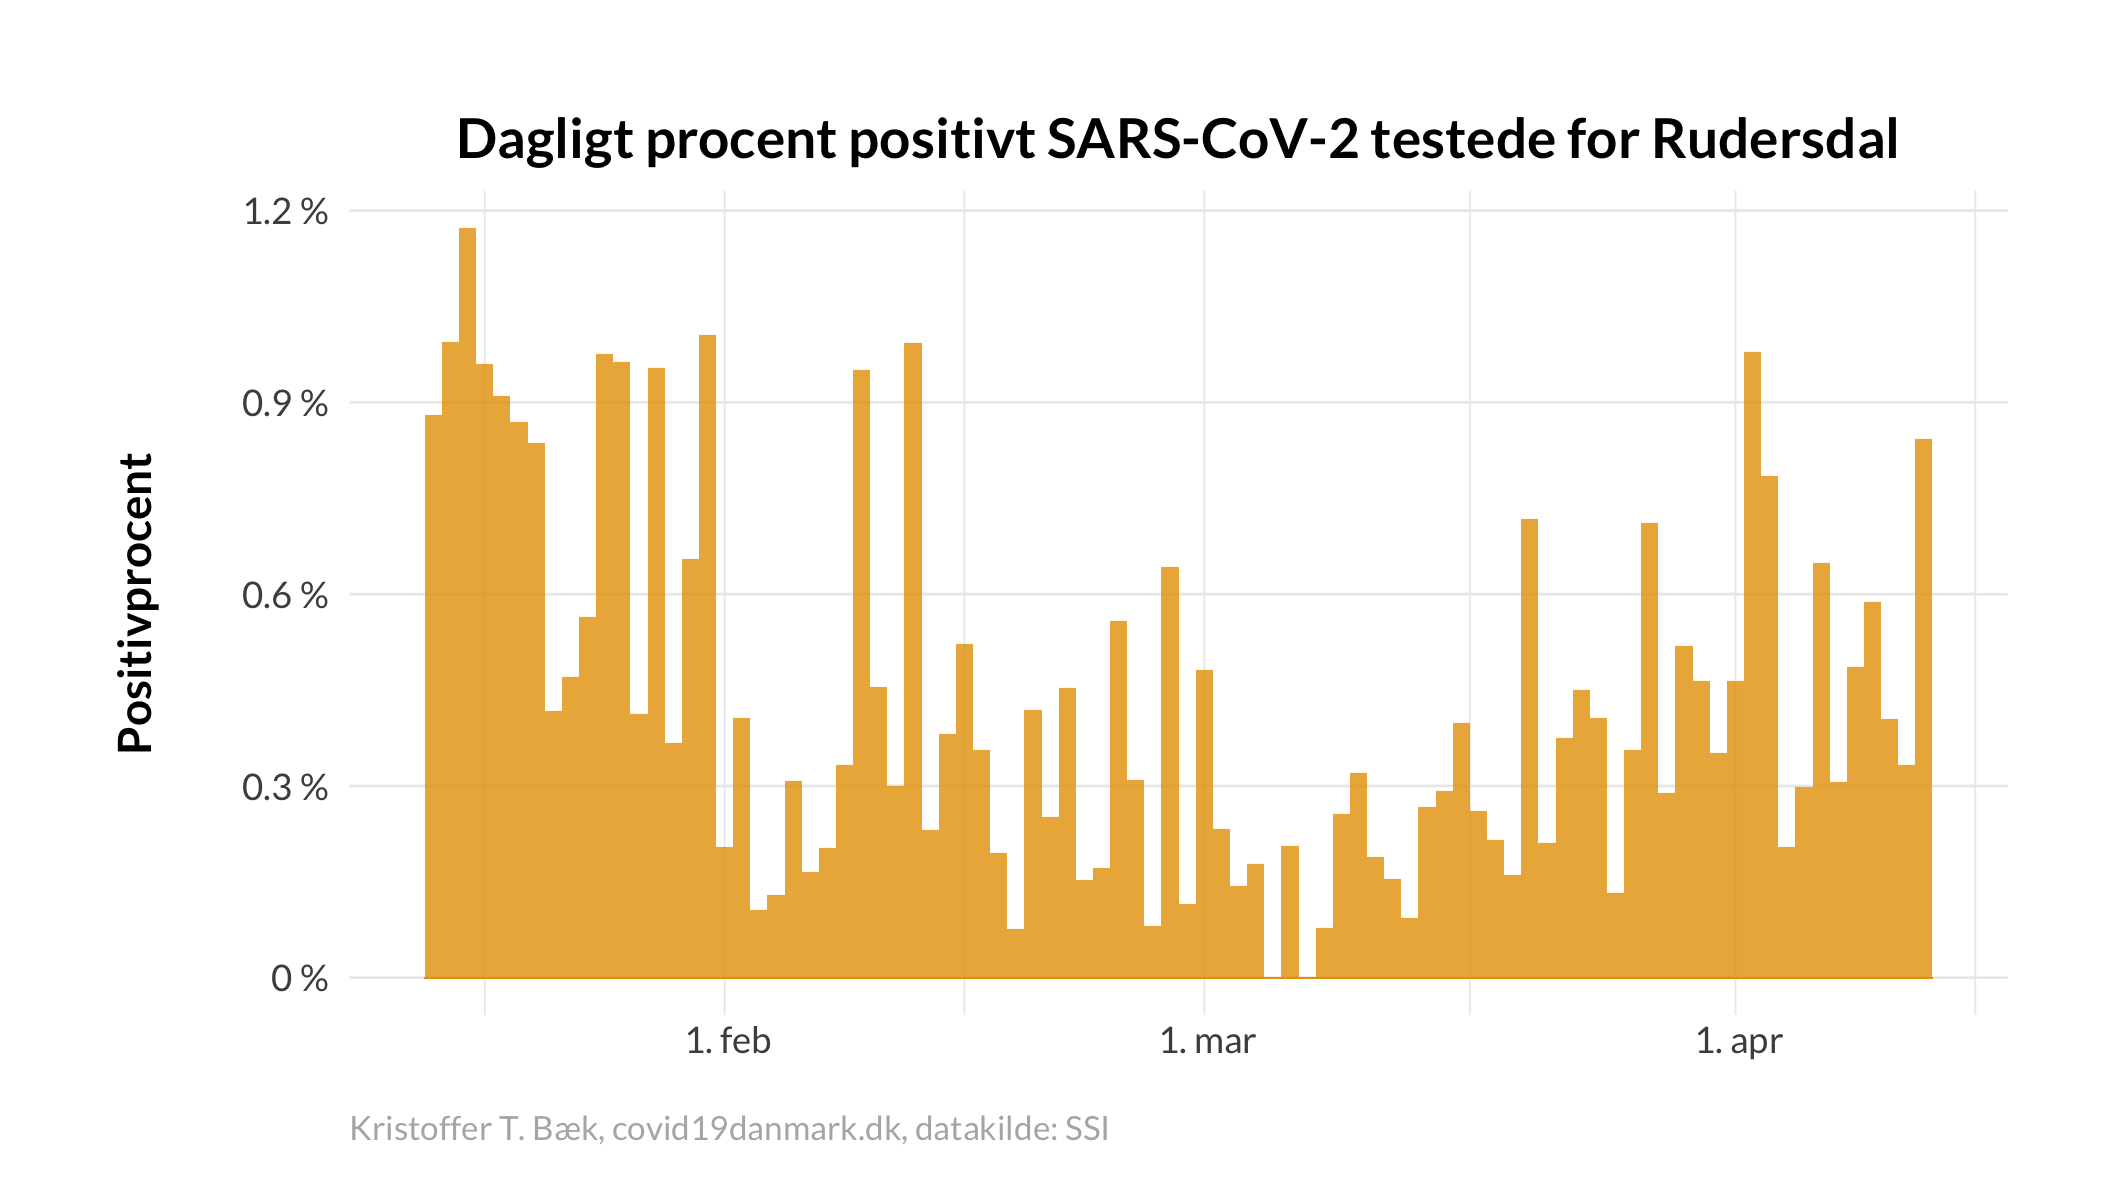 Dagligt procent positivt SARS-CoV-2 testede for Rudersdal
Positivprocent
1.2 %
0.9 %
0.6 %
0.3 %
0 %
1. feb
1. mar
1. apr
Kristoffer T. Bæk, covid19danmark.dk, datakilde: SSI